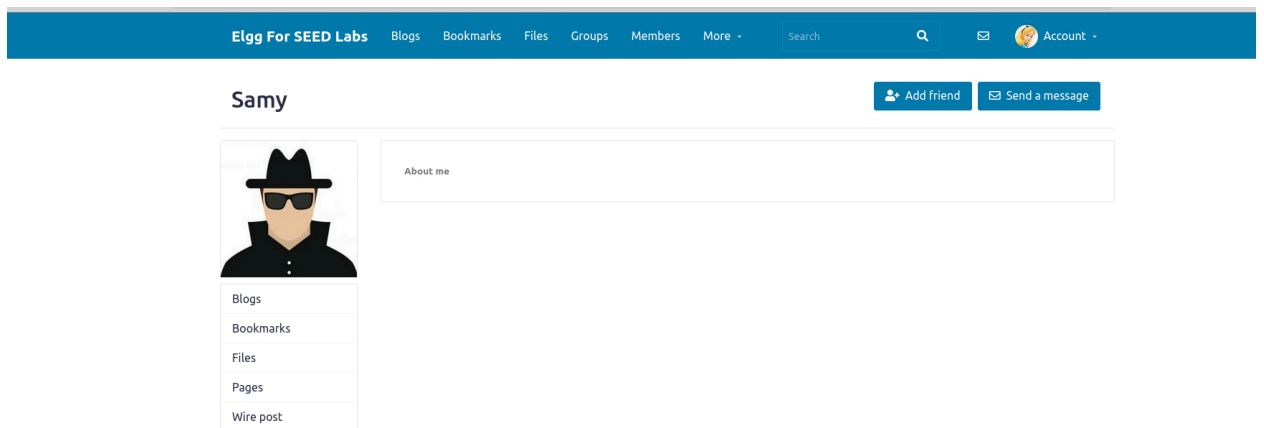 Elgg For SEED Labs Blogs Bookmarks Files Groups Members More Search Account
Samy Add friend Send a message
About me
Blogs
Bookmarks
Files
Pages
Wire post